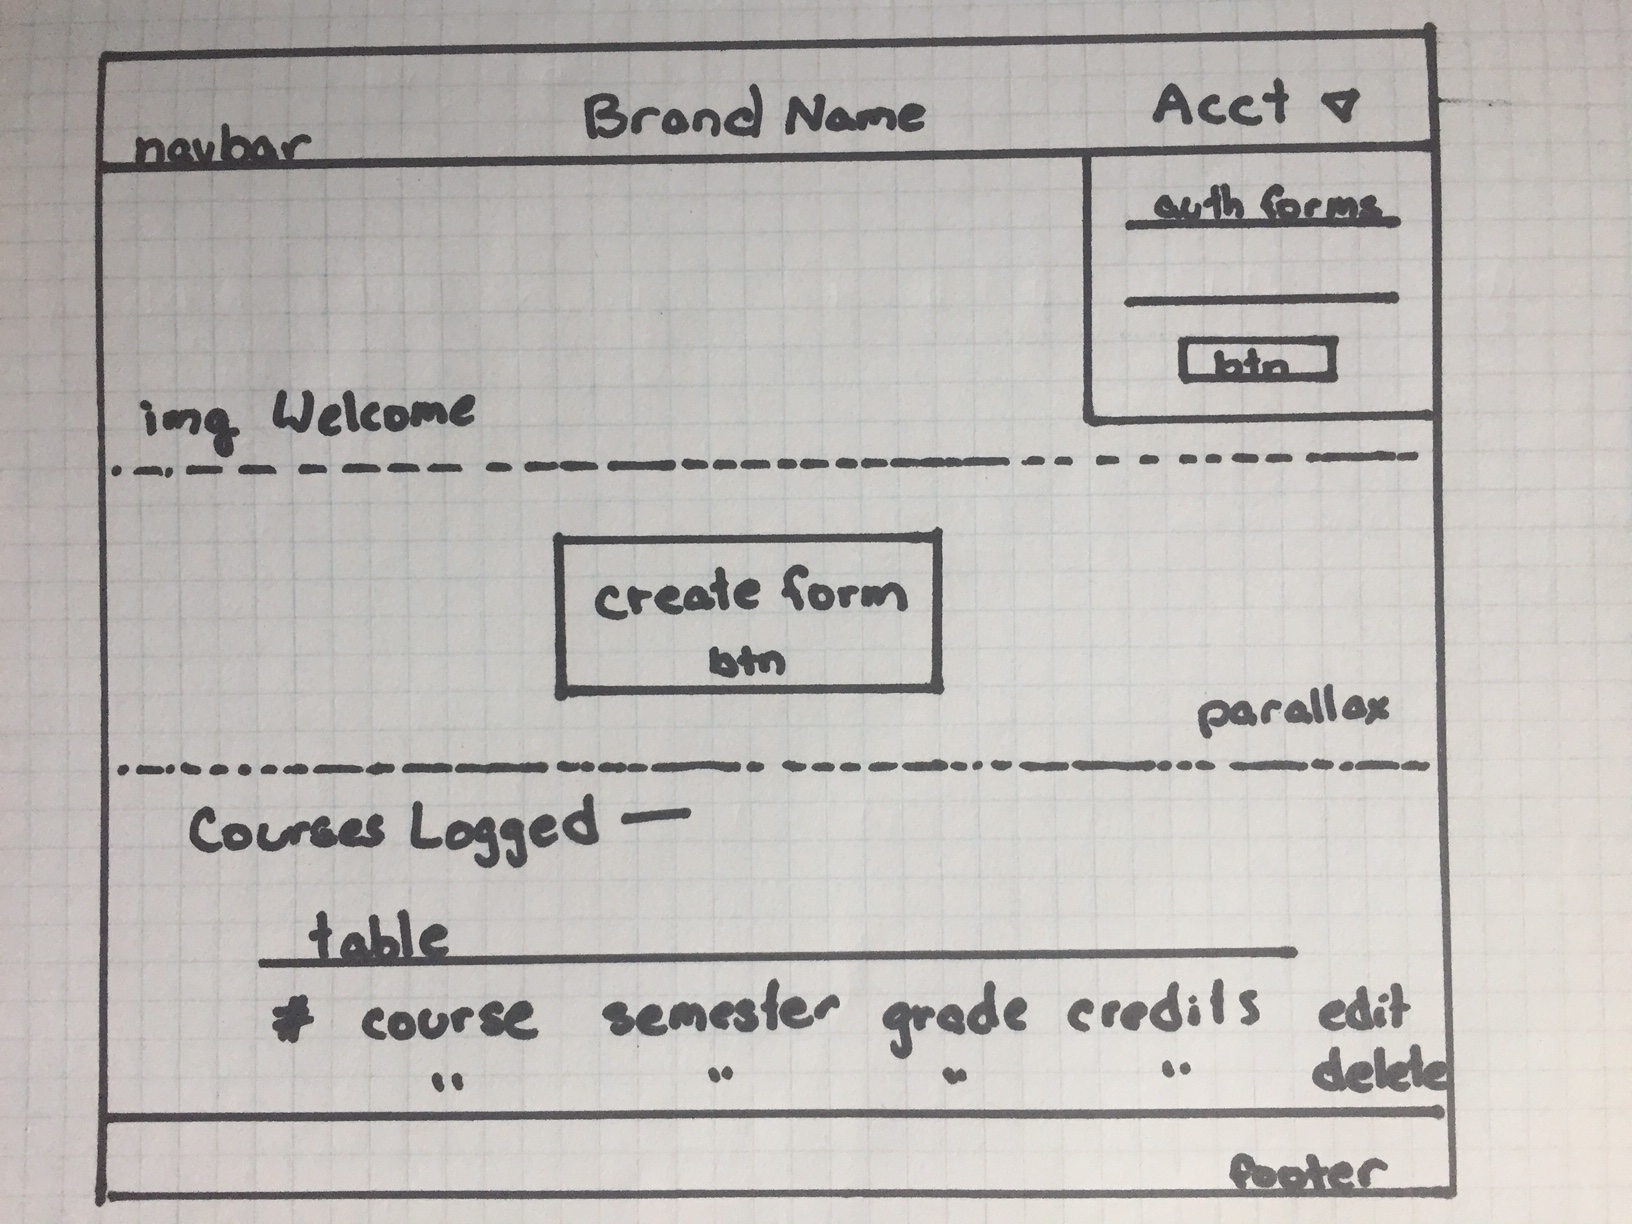 navbar Brand Name Acct
auth forms
btn
img Welcome
create form
btn
parallax
Courses Logged —
table
# course semester grade credits edit
" " " " delete
footer